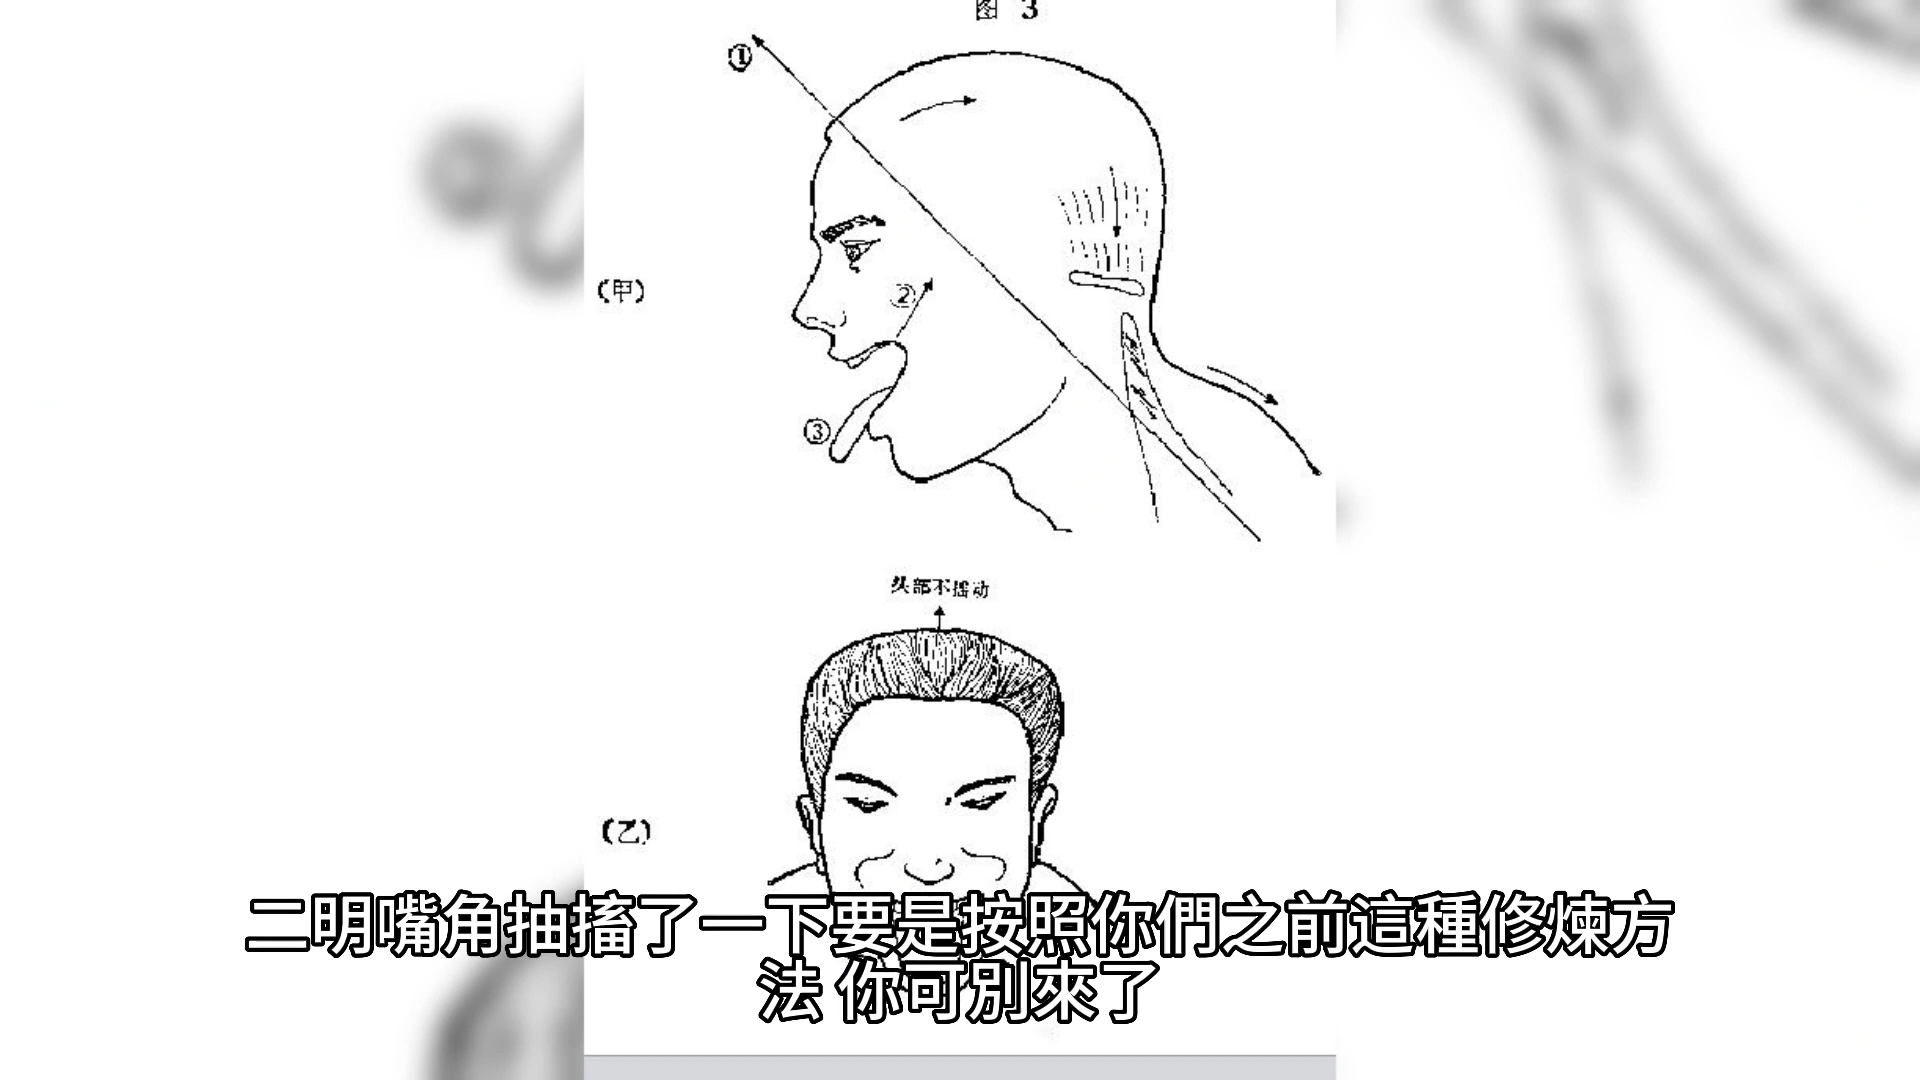 图 3
①
②
(甲)
③
头部不摇动
(乙)
二明嘴角抽搐了一下要是按照你們之前這種修煉方
法 你可別來了